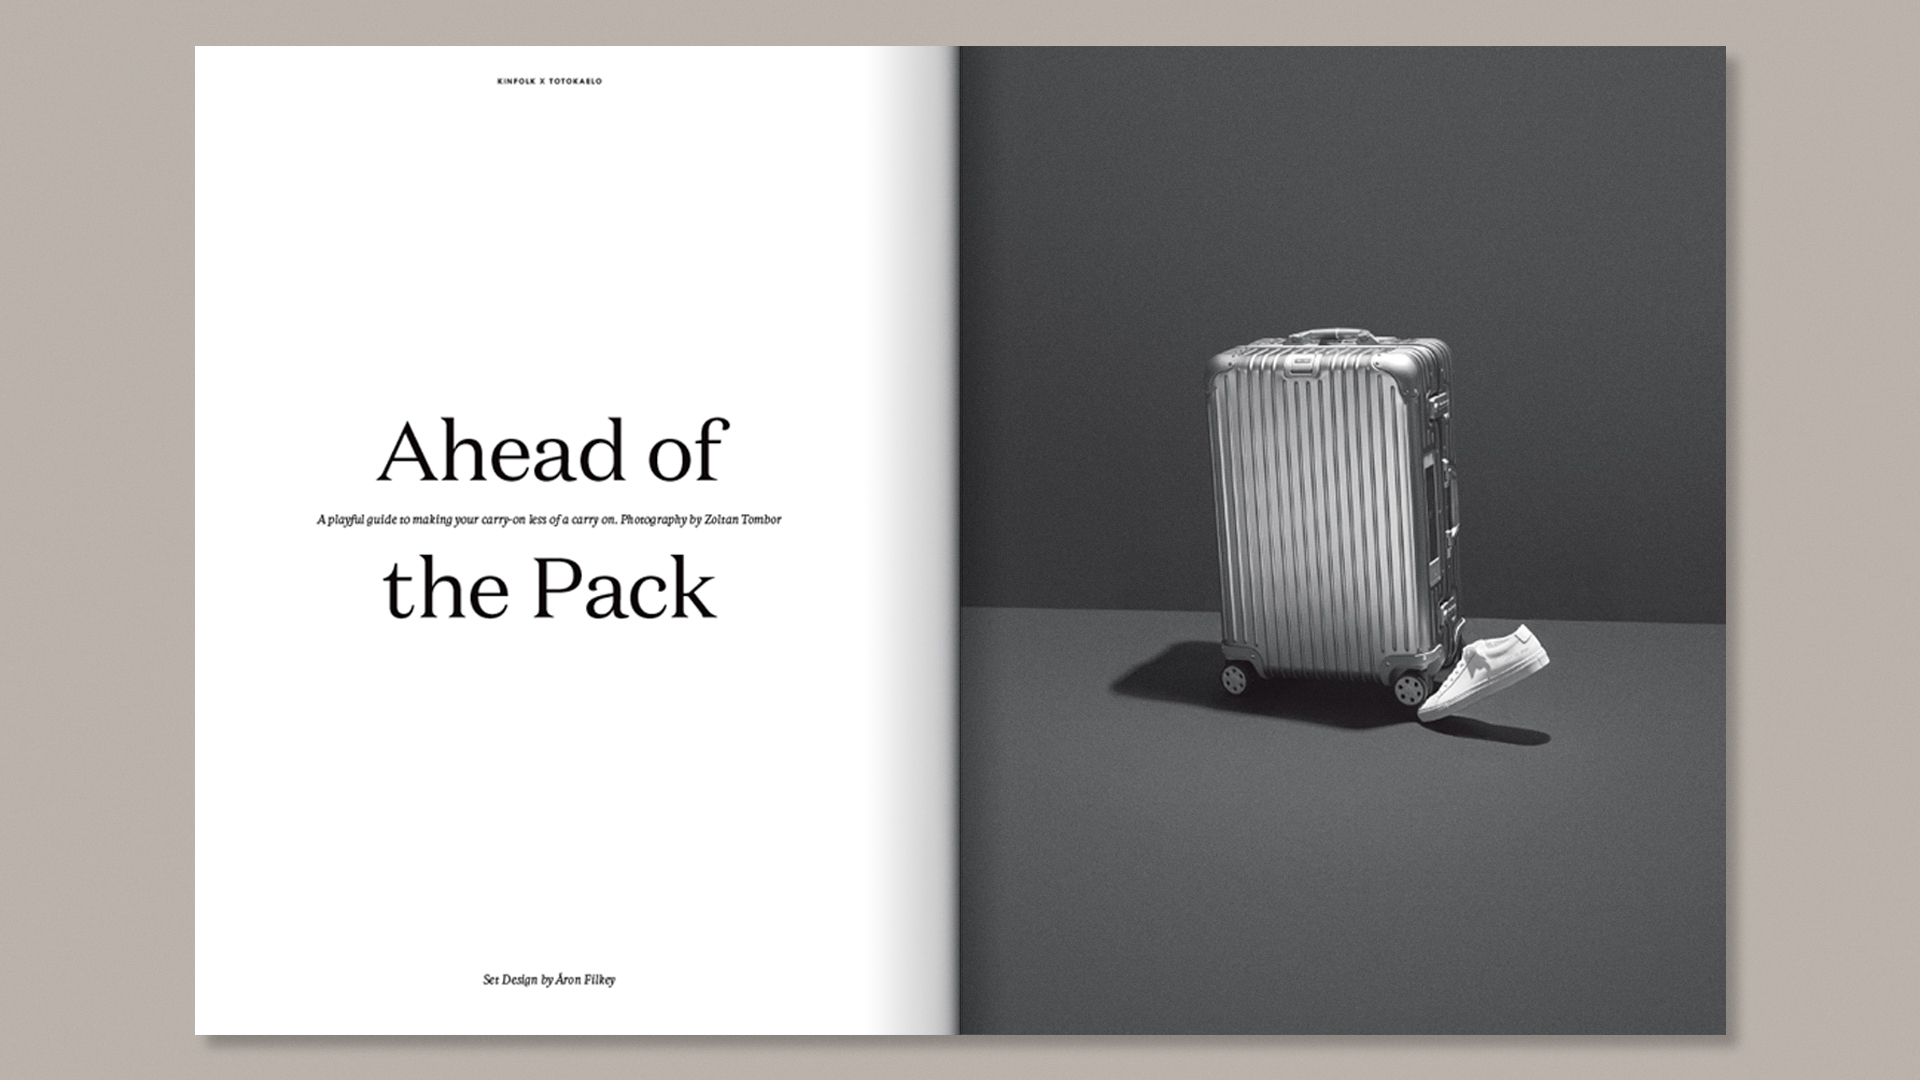 KINFOLK X TOTOKAELO
Ahead of
A playful guide to making your carry-on less of a carry on. Photography by Zoltan Tombor
the Pack
Set Design by Áron Filkey